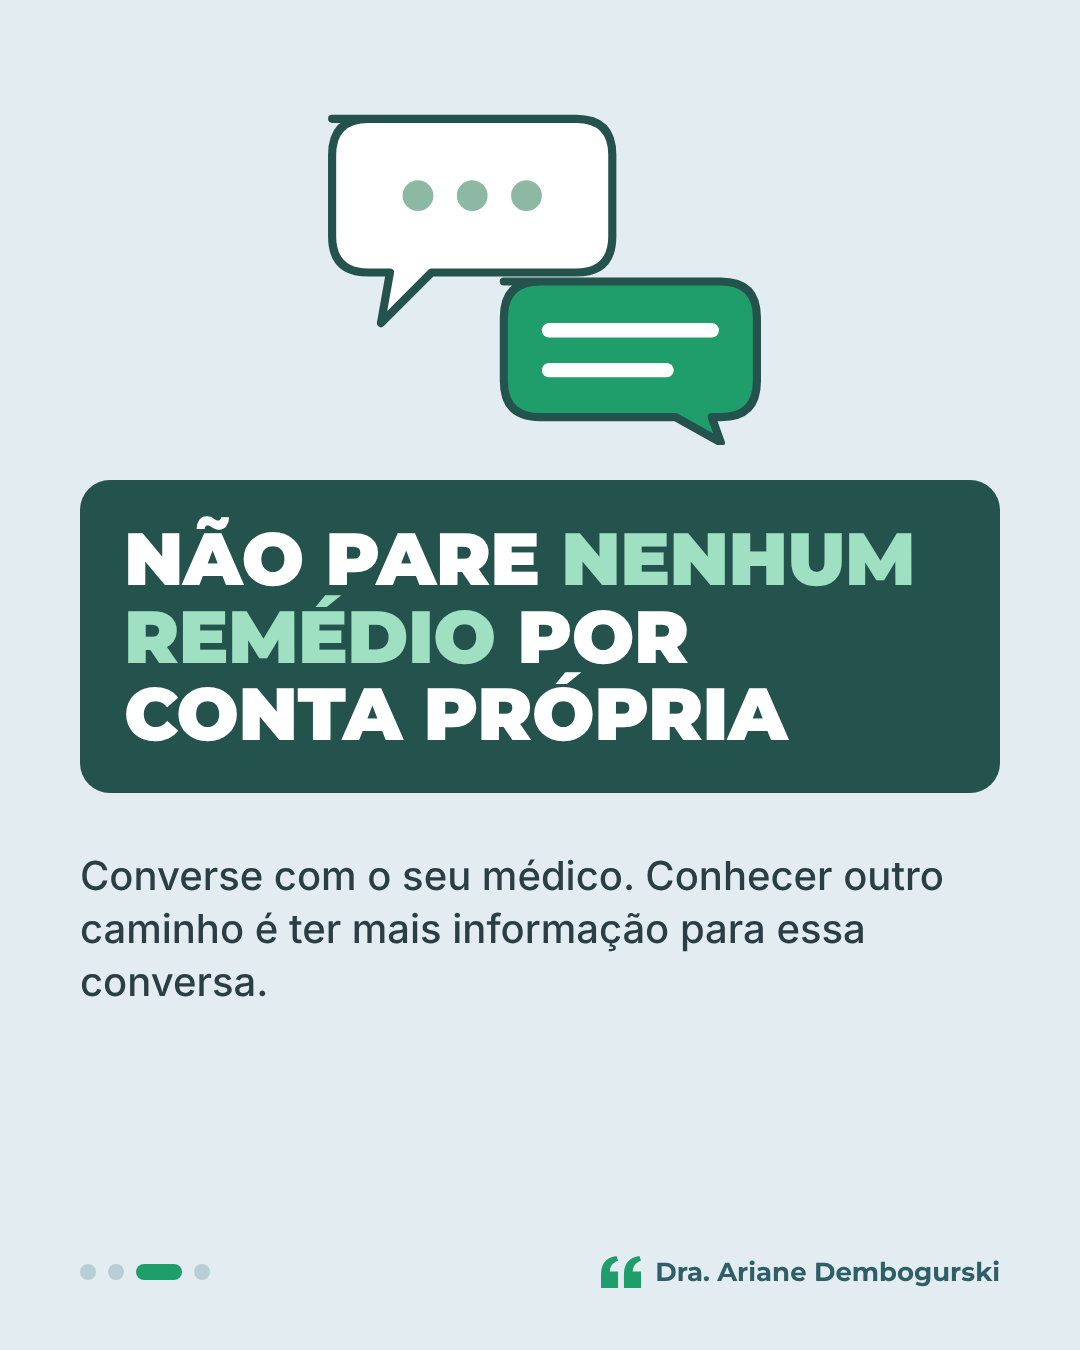 NÃO PARE NENHUM
REMÉDIO POR
CONTA PRÓPRIA
Converse com o seu médico. Conhecer outro
caminho é ter mais informação para essa
conversa.
Dra. Ariane Dembogurski